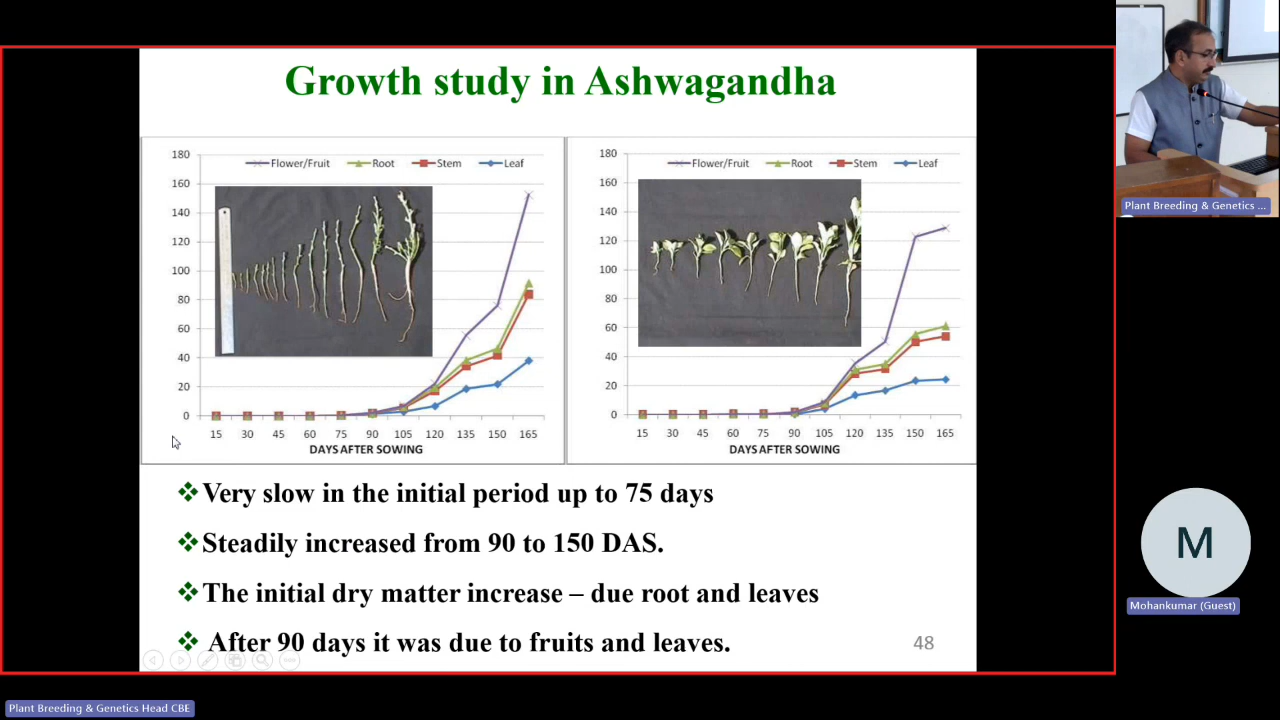 Growth study in Ashwagandha
180
160
140
120
100
80
60
40
20
0
Flower/Fruit Root Stem Leaf
15 30 45 60 75 90 105 120 135 150 165
DAYS AFTER SOWING
180
160
140
120
100
80
60
40
20
0
Flower/Fruit Root Stem Leaf
15 30 45 60 75 90 105 120 135 150 165
DAYS AFTER SOWING
Very slow in the initial period up to 75 days
Steadily increased from 90 to 150 DAS.
The initial dry matter increase – due root and leaves
After 90 days it was due to fruits and leaves.
48
Plant Breeding & Genetics ...
M
Mohankumar (Guest)
Plant Breeding & Genetics Head CBE